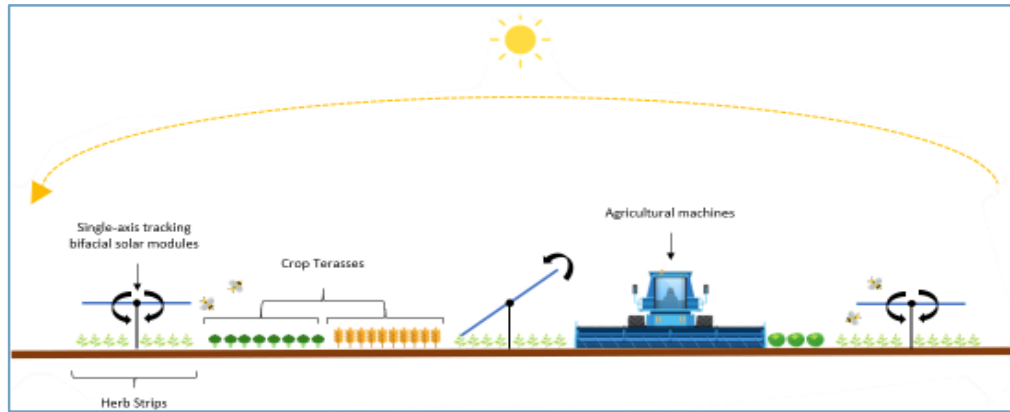 Agricultural machines
Single-axis tracking
bifacial solar modules
Crop Terasses
Herb Strips